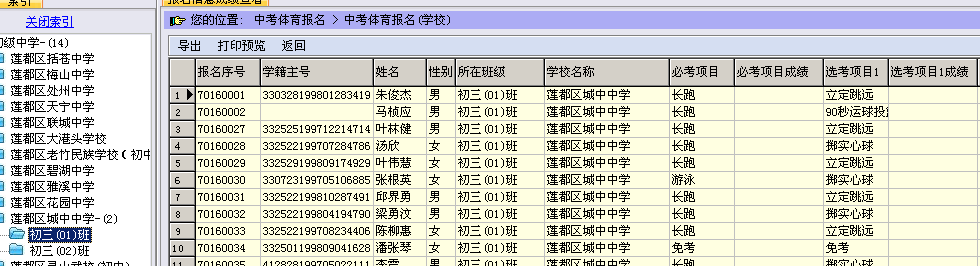 索引
报名信息成绩查看
关闭索引
您的位置: 中考体育报名 > 中考体育报名(学校)
初级中学-(14)
莲都区括苍中学
莲都区梅山中学
莲都区处州中学
莲都区天宁中学
莲都区联城中学
莲都区大港头学校
莲都区老竹民族学校(初中
莲都区碧湖中学
莲都区雅溪中学
莲都区花园中学
莲都区城中中学-(2)
初三(01)班
初三(02)班
导出 打印预览 返回
报名序号 学籍主号 姓名 性别 所在班级 学校名称 必考项目 必考项目成绩 选考项目1 选考项目1成绩
1 70160001 330328199801283419 朱俊杰 男 初三(01)班 莲都区城中中学 长跑 立定跳远
2 70160002 马桢应 男 初三(01)班 莲都区城中中学 长跑 90秒运球投
3 70160027 332525199712214714 叶林健 男 初三(01)班 莲都区城中中学 长跑 立定跳远
4 70160028 332522199707284786 汤欣 女 初三(01)班 莲都区城中中学 长跑 掷实心球
5 70160029 332529199809174929 叶伟慧 女 初三(01)班 莲都区城中中学 长跑 立定跳远
6 70160030 330723199705106885 张根英 女 初三(01)班 莲都区城中中学 游泳 掷实心球
7 70160031 332522199810287491 邱界勇 男 初三(01)班 莲都区城中中学 长跑 立定跳远
8 70160032 332522199804194790 梁勇汶 男 初三(01)班 莲都区城中中学 长跑 掷实心球
9 70160033 332522199708234406 陈柳惠 女 初三(01)班 莲都区城中中学 长跑 立定跳远
10 70160034 332501199809041628 潘张琴 女 初三(01)班 莲都区城中中学 免考 免考
11 70160035 412828199705022111 李雷 男 初三(01)班 莲都区城中中学 长跑 立定跳远